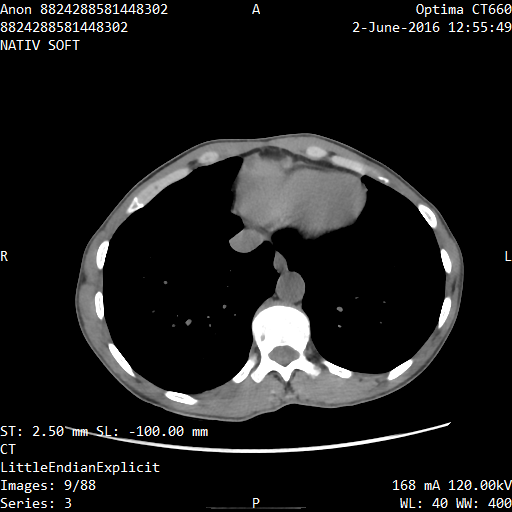 Anon 8824288581448302
A
Optima CT660
8824288581448302
2-June-2016 12:55:49
NATIV SOFT
R
L
ST: 2.50 mm SL: -100.00 mm
CT
LittleEndianExplicit
Images: 9/88
168 mA 120.00kV
Series: 3
P
WL: 40 WW: 400